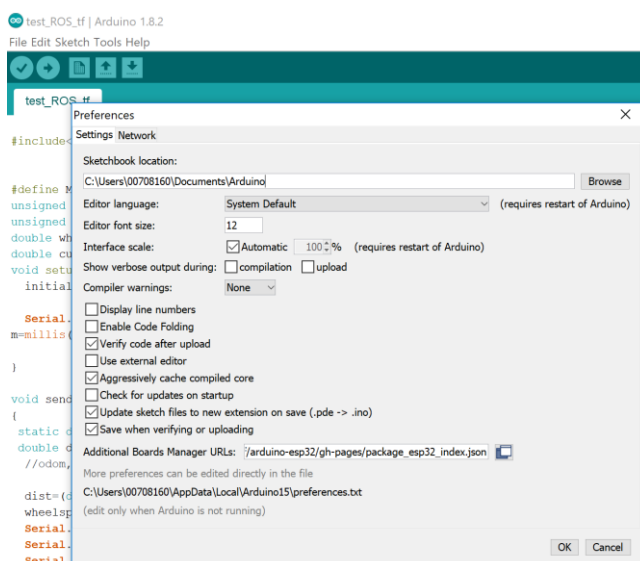 test_ROS_tf | Arduino 1.8.2
File Edit Sketch Tools Help
test_ROS_tf
Preferences
Settings Network
#include<
Sketchbook location:
C:\Users\00708160\Documents\Arduino Browse
#define M
Editor language: System Default (requires restart of Arduino)
unsigned
unsigned
Editor font size: 12
double wh
Interface scale: Automatic 100 % (requires restart of Arduino)
double cu
void setu
Show verbose output during: compilation upload
initial
Compiler warnings: None
Display line numbers
Serial.
Enable Code Folding
m=millis(
Verify code after upload
Use external editor
}
Aggressively cache compiled core
Check for updates on startup
void send
Update sketch files to new extension on save (.pde -> .ino)
{
Save when verifying or uploading
static d
double d
Additional Boards Manager URLs: /arduino-esp32/gh-pages/package_esp32_index.json
//odom,
More preferences can be edited directly in the file
dist=(d
C:\Users\00708160\AppData\Local\Arduino15\preferences.txt
wheelsp
(edit only when Arduino is not running)
Serial.
Serial.
OK Cancel
Serial